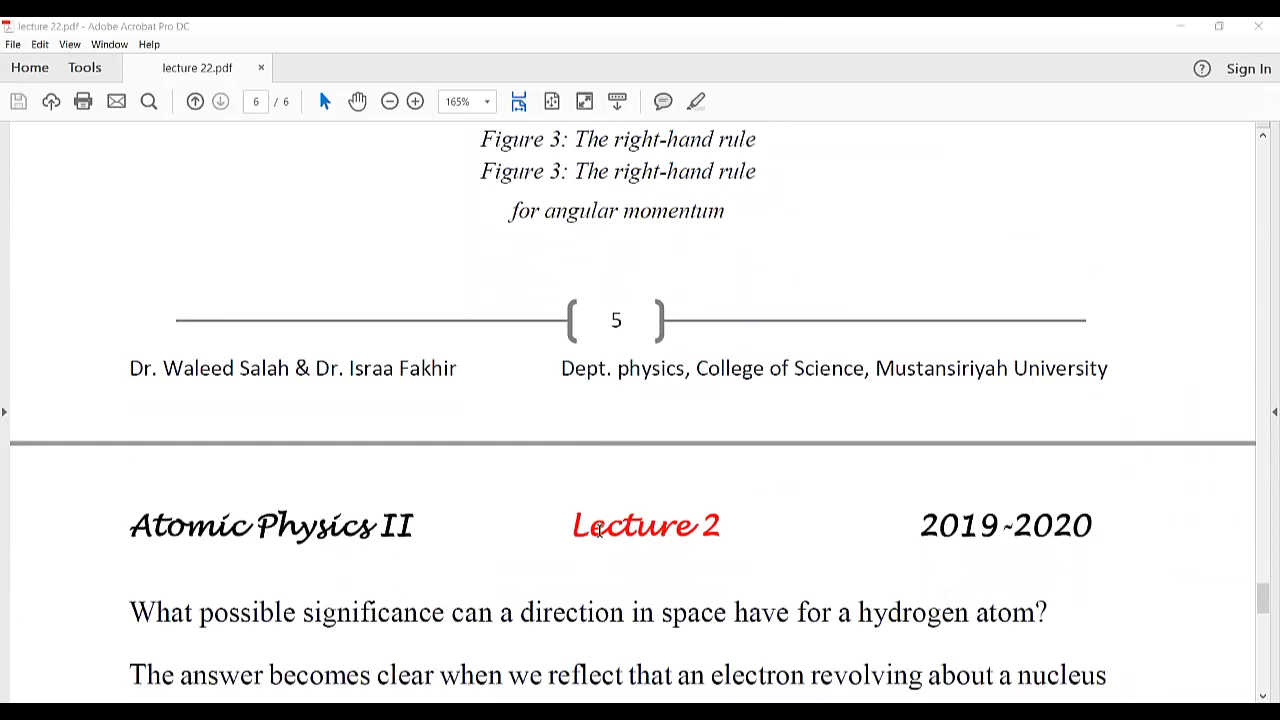 lecture 22.pdf - Adobe Acrobat Pro DC
File Edit View Window Help
Home Tools lecture 22.pdf × Sign In
6 / 6 165%
Figure 3: The right-hand rule
Figure 3: The right-hand rule
for angular momentum
5
Dr. Waleed Salah & Dr. Israa Fakhir Dept. physics, College of Science, Mustansiriyah University
Atomic Physics II Lecture 2 2019~2020
What possible significance can a direction in space have for a hydrogen atom?
The answer becomes clear when we reflect that an electron revolving about a nucleus